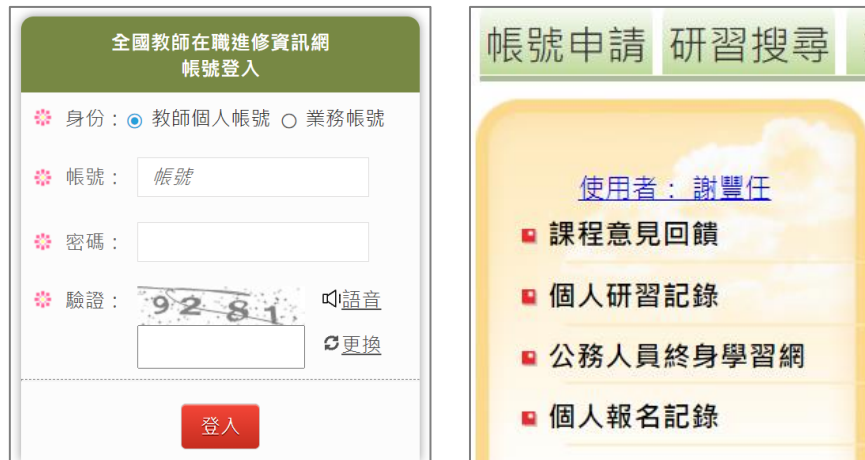 全國教師在職進修資訊網
帳號登入
身份：教師個人帳號 業務帳號
帳號： 帳號
密碼：
驗證： 9281 語音
更換
登入
帳號申請 研習搜尋
使用者： 謝豐任
課程意見回饋
個人研習記錄
公務人員終身學習網
個人報名記錄